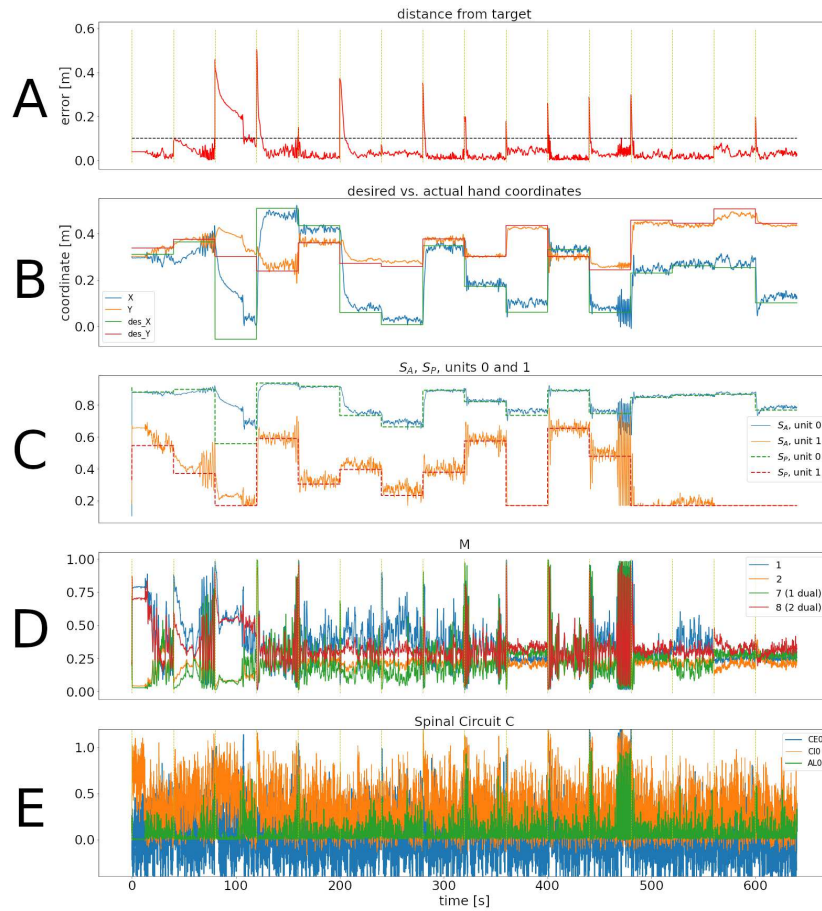 A
distance from target
error [m]
0.6
0.4
0.2
0.0
B
desired vs. actual hand coordinates
coordinate [m]
0.4
0.2
0.0
X
Y
des_X
des_Y
C
S_A, S_P, units 0 and 1
0.8
0.6
0.4
0.2
S_A, unit 0
S_A, unit 1
S_P, unit 0
S_P, unit 1
D
M
1.00
0.75
0.50
0.25
0.00
1
2
7 (1 dual)
8 (2 dual)
E
Spinal Circuit C
1.0
0.5
0.0
CE0
CI0
AL0
0 100 200 300 400 500 600
time [s]